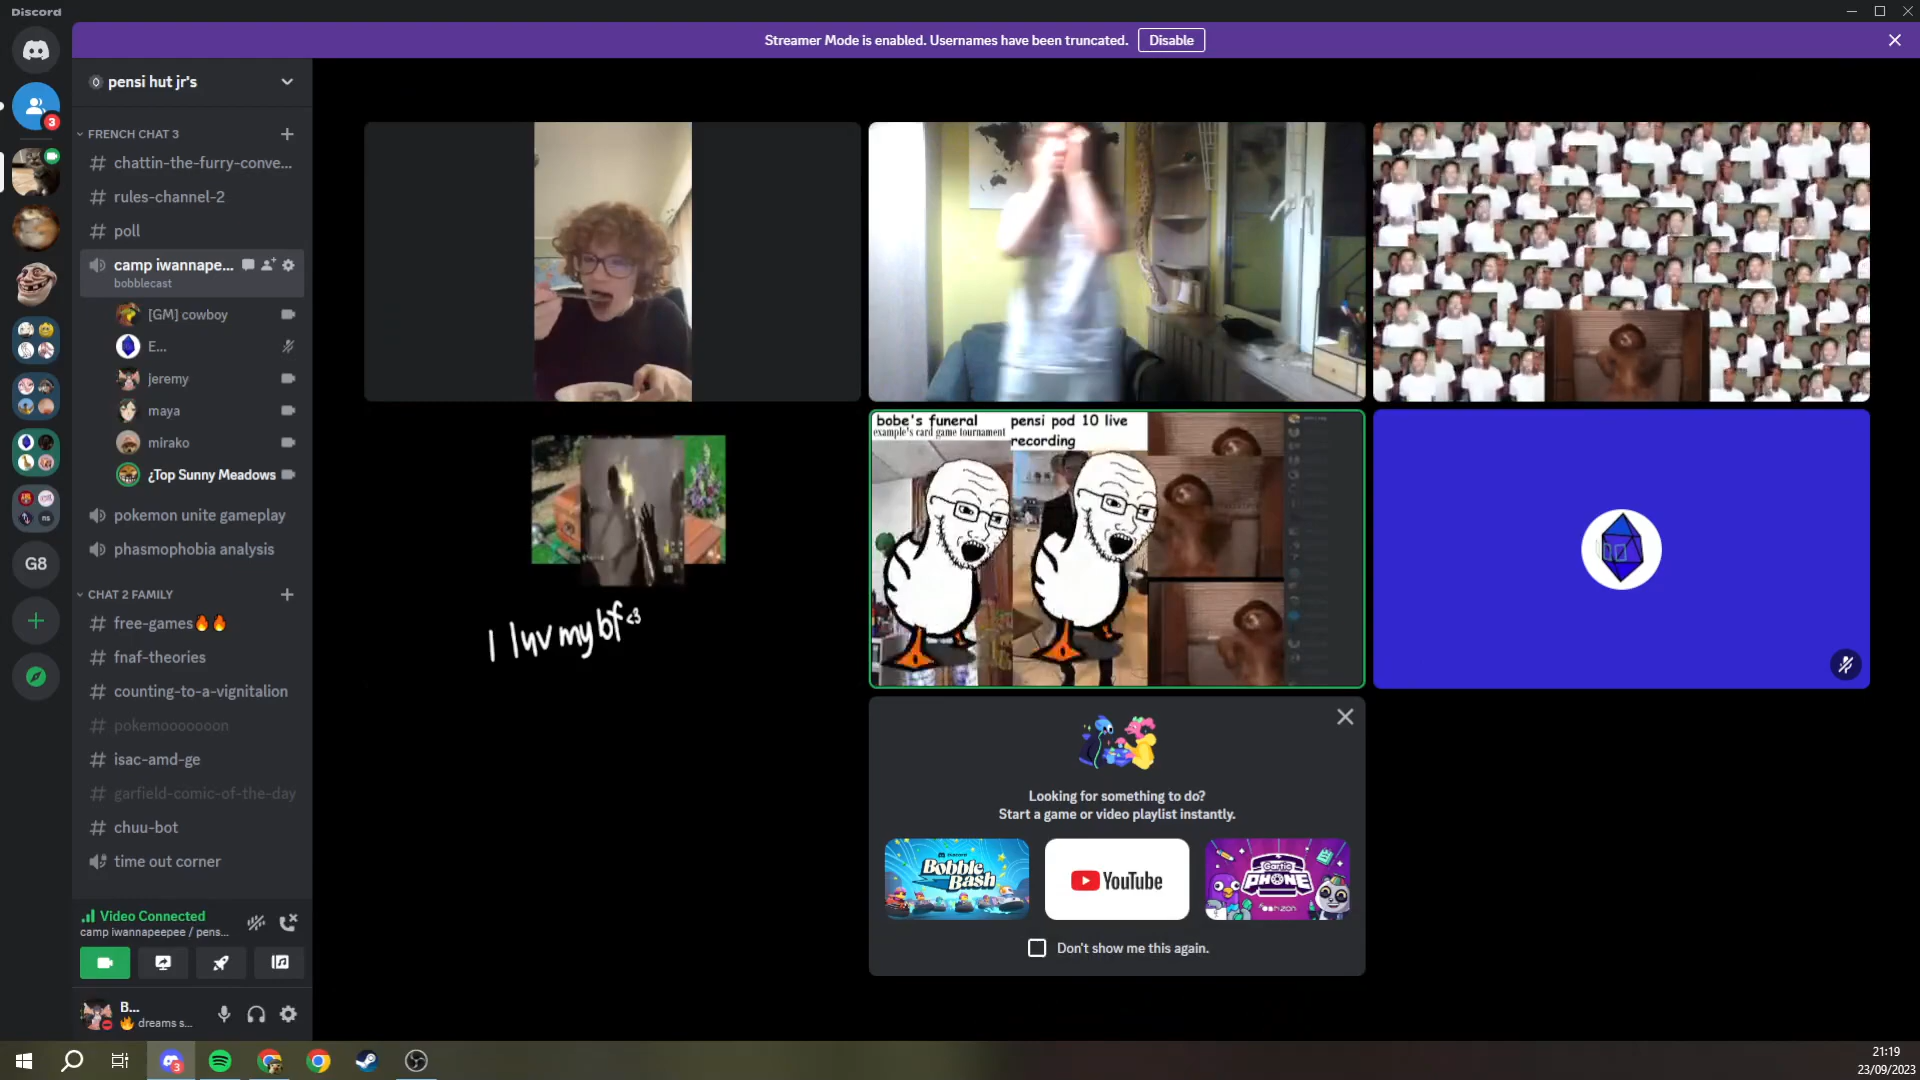 Discord
Streamer Mode is enabled. Usernames have been truncated.
Disable
pensi hut jr's
FRENCH CHAT 3
chattin-the-furry-conve...
rules-channel-2
poll
camp iwannape...
bobblecast
[GM] cowboy
E...
jeremy
maya
mirako
¿Top Sunny Meadows
pokemon unite gameplay
phasmophobia analysis
CHAT 2 FAMILY
free-games🔥🔥
fnaf-theories
counting-to-a-vignitalion
pokemooooooon
isac-amd-ge
garfield-comic-of-the-day
chuu-bot
time out corner
Video Connected
camp iwannapeepee / pens...
B...
🔥 dreams s...
3
ns
G8
bobe's funeral
example's card game tournament
pensi pod 10 live
recording
I luv my bf <3
Looking for something to do?
Start a game or video playlist instantly.
Discord
Bobble
Bash
YouTube
Gartic
PHONE
Don't show me this again.
3
21:19
23/09/2023